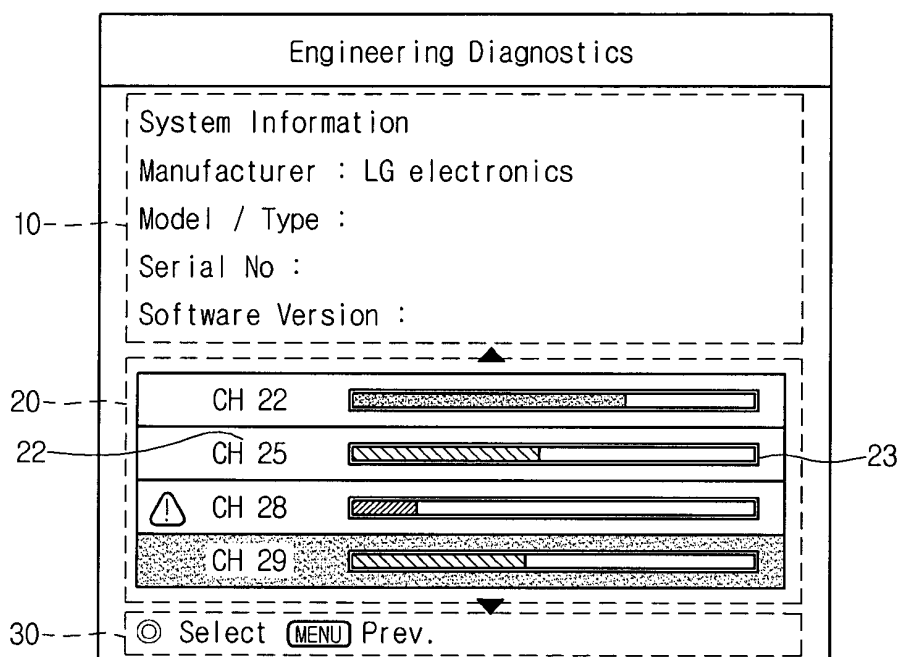 Engineering Diagnostics
System Information
Manufacturer : LG electronics
10 Model / Type :
Serial No :
Software Version :
20 CH 22
22 CH 25 23
CH 28
CH 29
30 Select MENU Prev.